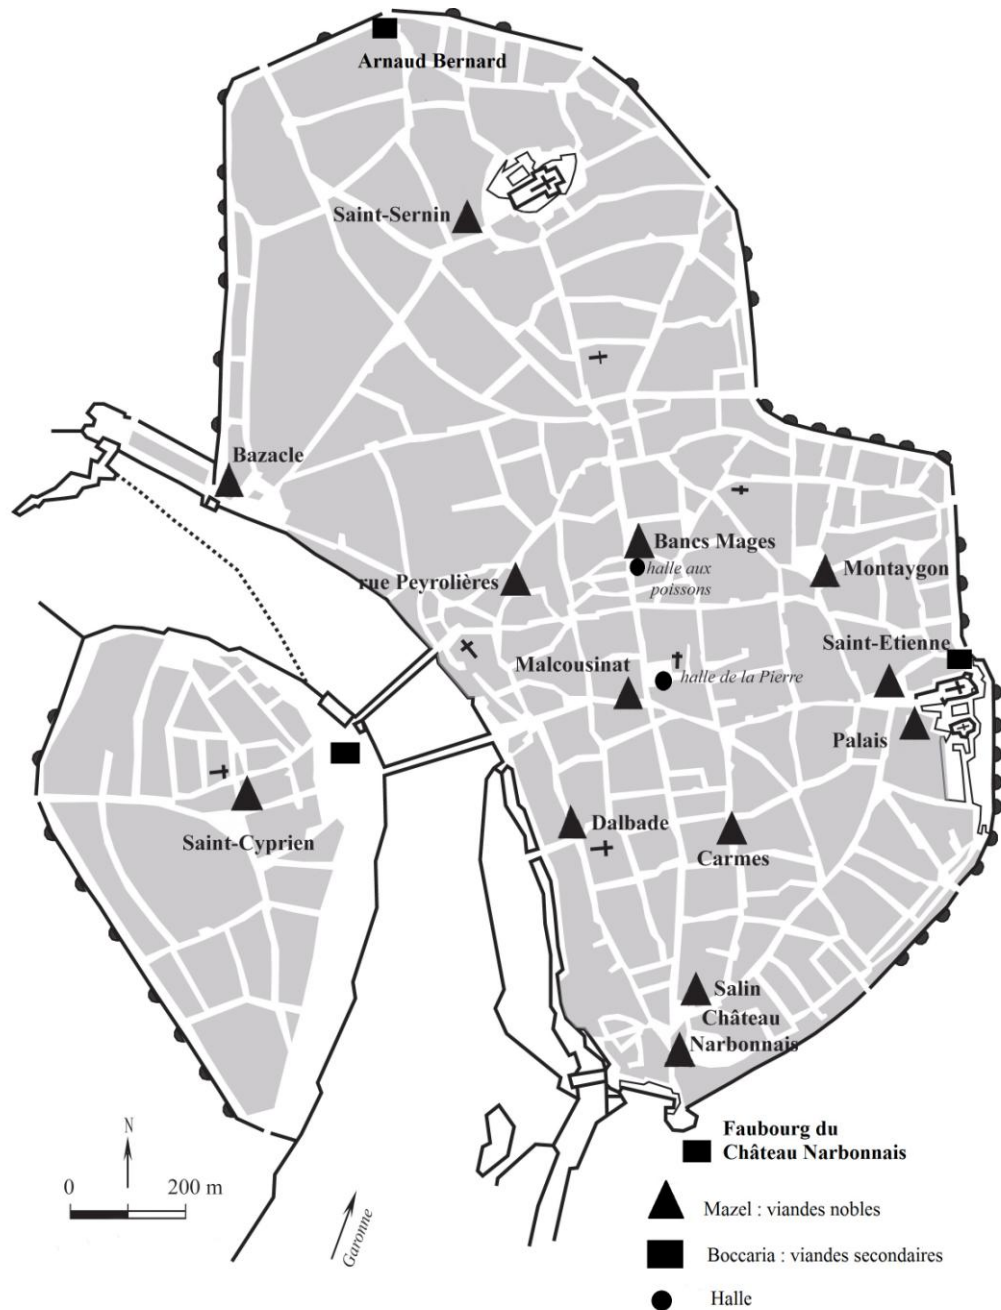 Arnaud Bernard
Saint-Sernin
Bazacle
Bancs Mages
halle aux
poissons
rue Peyrolières
Montaygon
Saint-Etienne
Malcousinat
halle de la Pierre
Palais
Saint-Cyprien
Dalbade
Carmes
Salin
Château
Narbonnais
N
0 200 m
Garonne
Faubourg du
Château Narbonnais
Mazel : viandes nobles
Boccaria : viandes secondaires
Halle